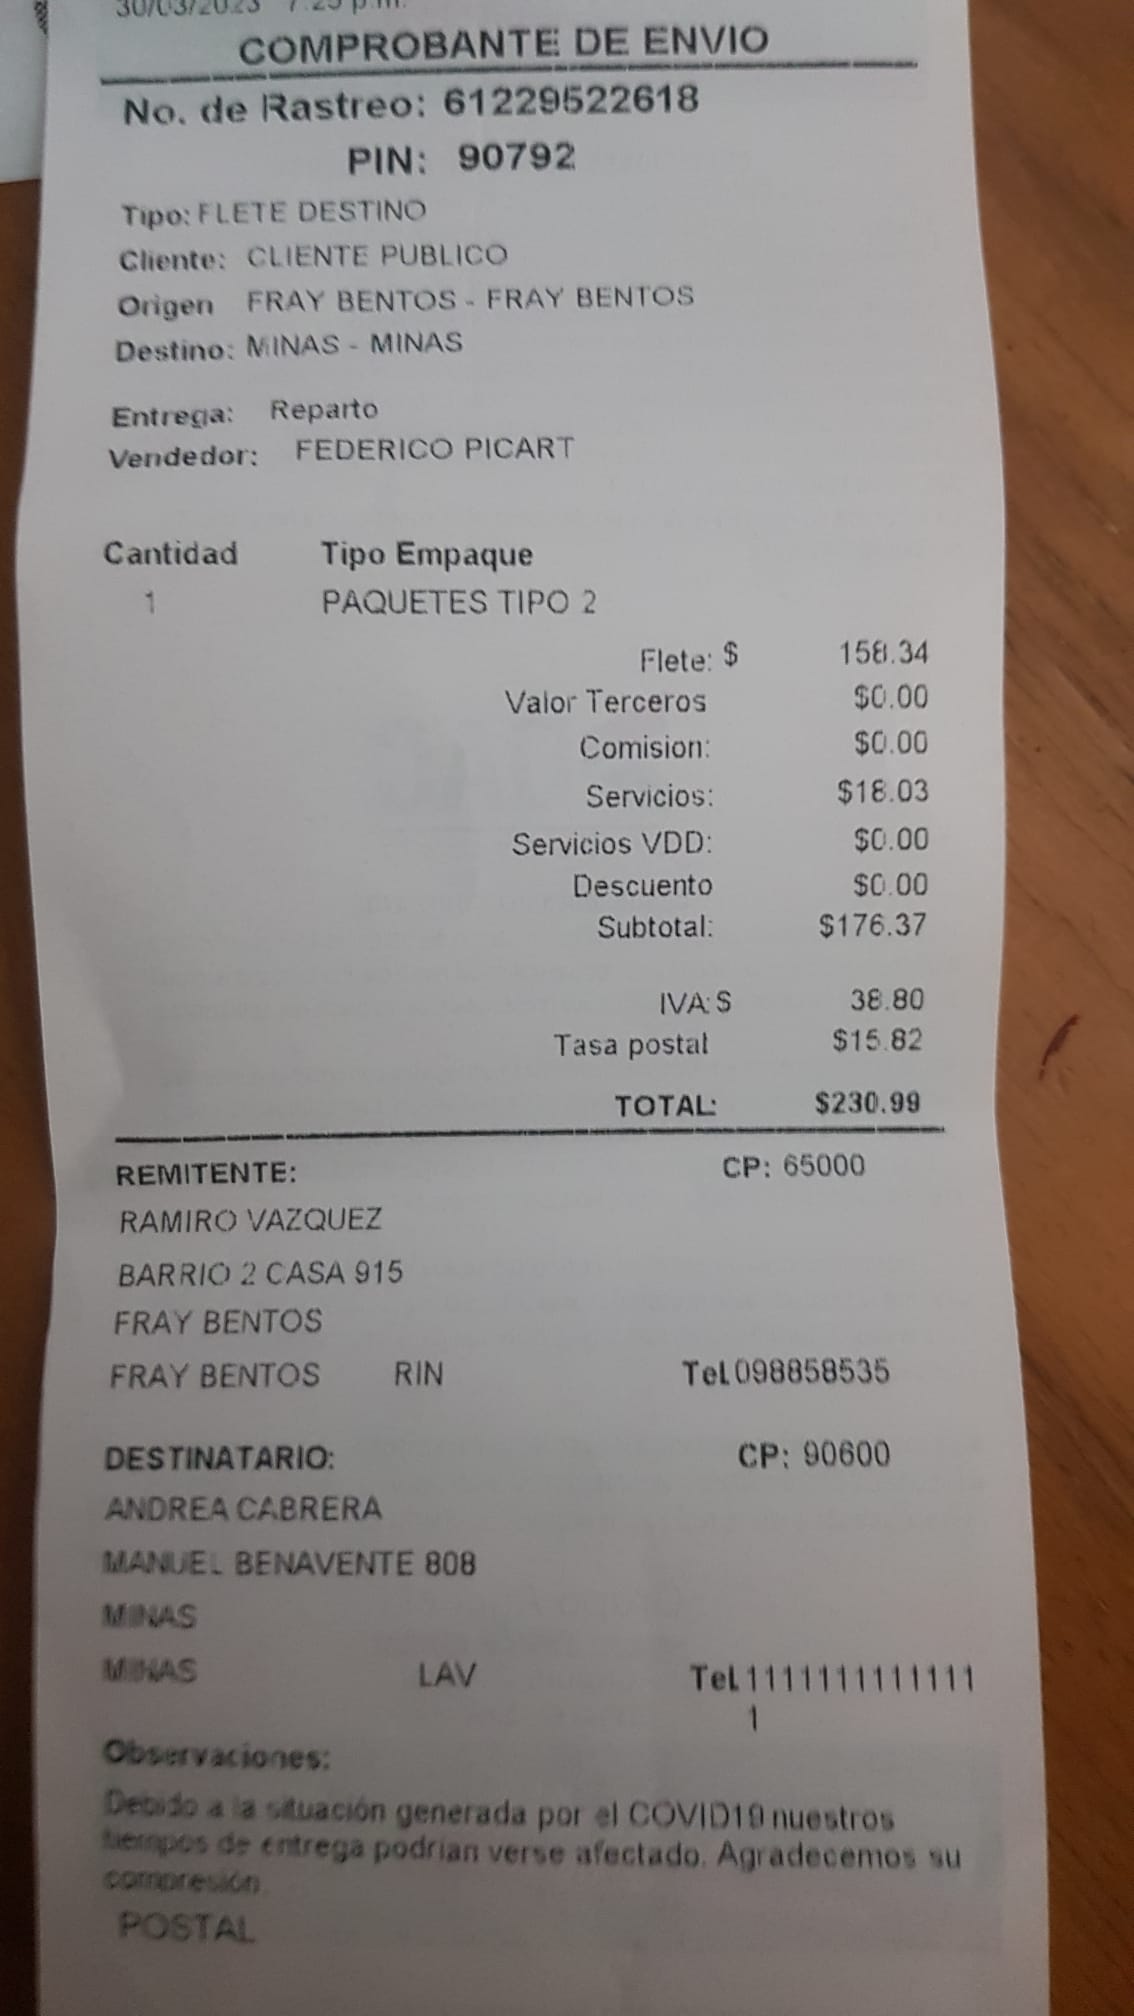 30/03/2023 7:25 p.m.
COMPROBANTE DE ENVIO
No. de Rastreo: 61229522618
PIN: 90792
Tipo: FLETE DESTINO
Cliente: CLIENTE PUBLICO
Origen FRAY BENTOS - FRAY BENTOS
Destino: MINAS - MINAS
Entrega: Reparto
Vendedor: FEDERICO PICART
Cantidad Tipo Empaque
1 PAQUETES TIPO 2
Flete: $ 158.34
Valor Terceros $0.00
Comision: $0.00
Servicios: $18.03
Servicios VDD: $0.00
Descuento $0.00
Subtotal: $176.37
IVA: $ 38.80
Tasa postal $15.82
TOTAL: $230.99
REMITENTE: CP: 65000
RAMIRO VAZQUEZ
BARRIO 2 CASA 915
FRAY BENTOS
FRAY BENTOS RIN Tel. 098858535
DESTINATARIO: CP: 90600
ANDREA CABRERA
MANUEL BENAVENTE 808
MINAS
MINAS LAV Tel. 1111111111111
1
Observaciones:
Debido a la situación generada por el COVID19 nuestros
tiempos de entrega podrían verse afectado. Agradecemos su
compresión.
POSTAL